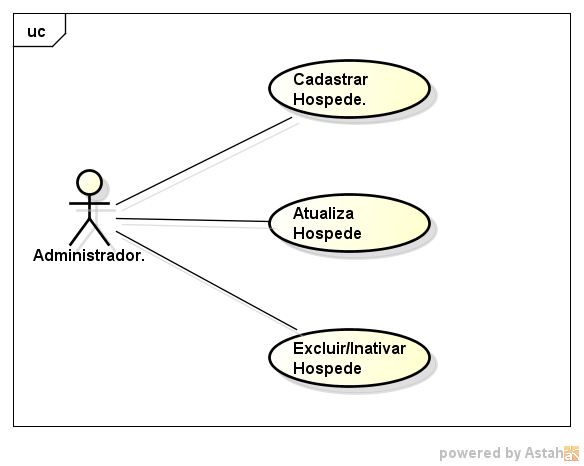 uc
Cadastrar
Hospede.
Atualiza
Hospede
Administrador.
Excluir/Inativar
Hospede
powered by Astah